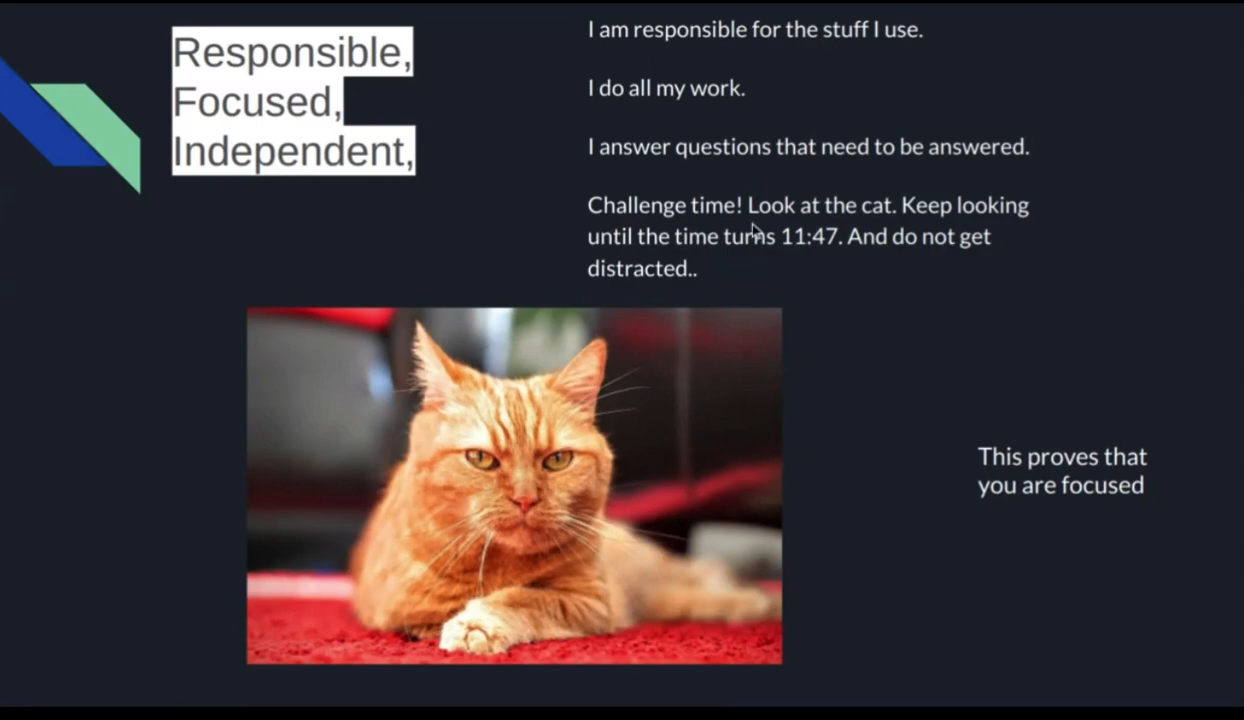 Responsible,
Focused,
Independent,
I am responsible for the stuff I use.
I do all my work.
I answer questions that need to be answered.
Challenge time! Look at the cat. Keep looking
until the time turns 11:47. And do not get
distracted..
This proves that
you are focused